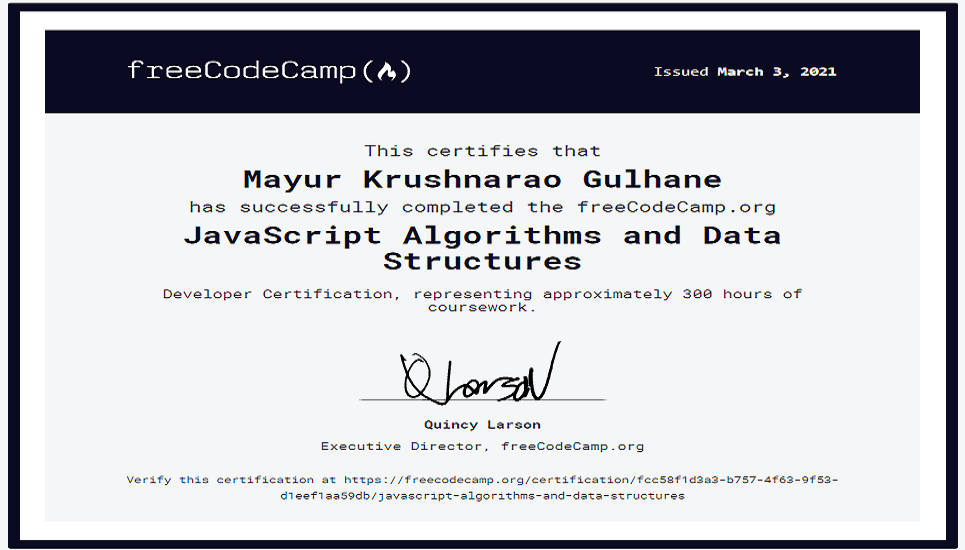 freeCodeCamp(🔥)
Issued March 3, 2021
This certifies that
Mayur Krushnarao Gulhane
has successfully completed the freeCodeCamp.org
JavaScript Algorithms and Data
Structures
Developer Certification, representing approximately 300 hours of
coursework.
Q Larson
Quincy Larson
Executive Director, freeCodeCamp.org
Verify this certification at https://freecodecamp.org/certification/fcc58f1d3a3-b757-4f63-9f53-
d1eef1aa59db/javascript-algorithms-and-data-structures